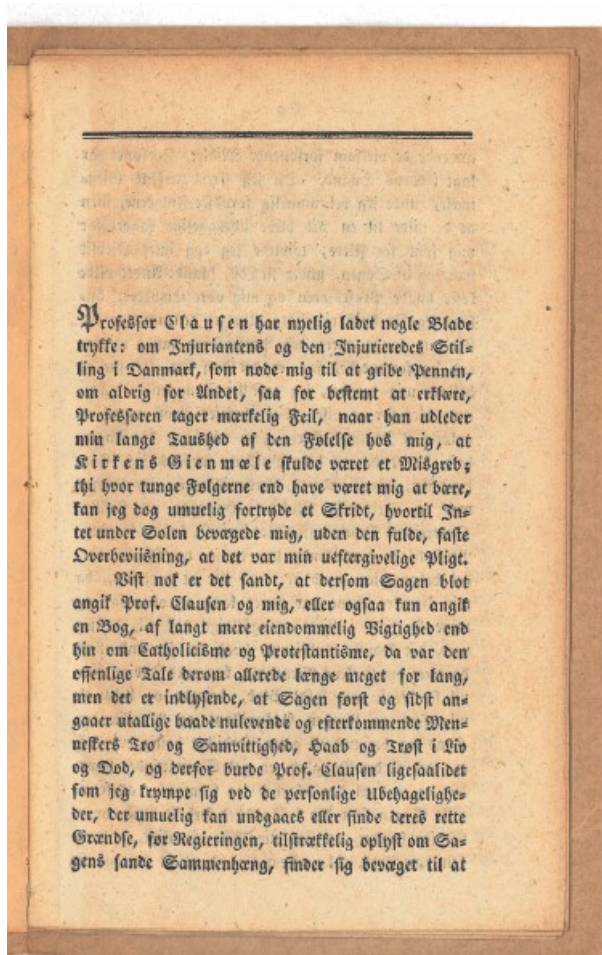 Professor Clausen har nyelig ladet nogle Blade
trykke: om Injuriantens og den Injurieredes Stil-
ling i Danmark, som nøde mig til at gribe Pennen,
om aldrig for Andet, saa for bestemt at erklære,
Professoren tager mærkelig Feil, naar han udleder
min lange Taushed af den Følelse hos mig, at
Kirkens Gienmæle skulde været et Misgreb;
thi hvor tunge Følgerne end have været mig at bære,
kan jeg dog umuelig fortryde et Skridt, hvortil In-
tet under Solen bevægede mig, uden den fulde, faste
Overbeviisning, at det var min ueftergivelige Pligt.
Vist nok er det sandt, at dersom Sagen blot
angik Prof. Clausen og mig, eller ogsaa kun angik
en Bog, af langt mere eiendommelig Vigtighed end
hin om Catholicisme og Protestantisme, da var den
offenlige Tale derom allerede længe meget for lang,
men det er indlysende, at Sagen først og sidst an-
gaaer utallige baade nulevende og efterkommende Men-
neskers Tro og Samvittighed, Haab og Trøst i Liv
og Død, og derfor burde Prof. Clausen ligesaalidet
som jeg krympe sig ved de personlige Ubehagelighe-
der, der umuelig kan undgaaes eller finde deres rette
Grændse, før Regieringen, tilstrækkelig oplyst om Sa-
gens sande Sammenhæng, finder sig bevæget til at